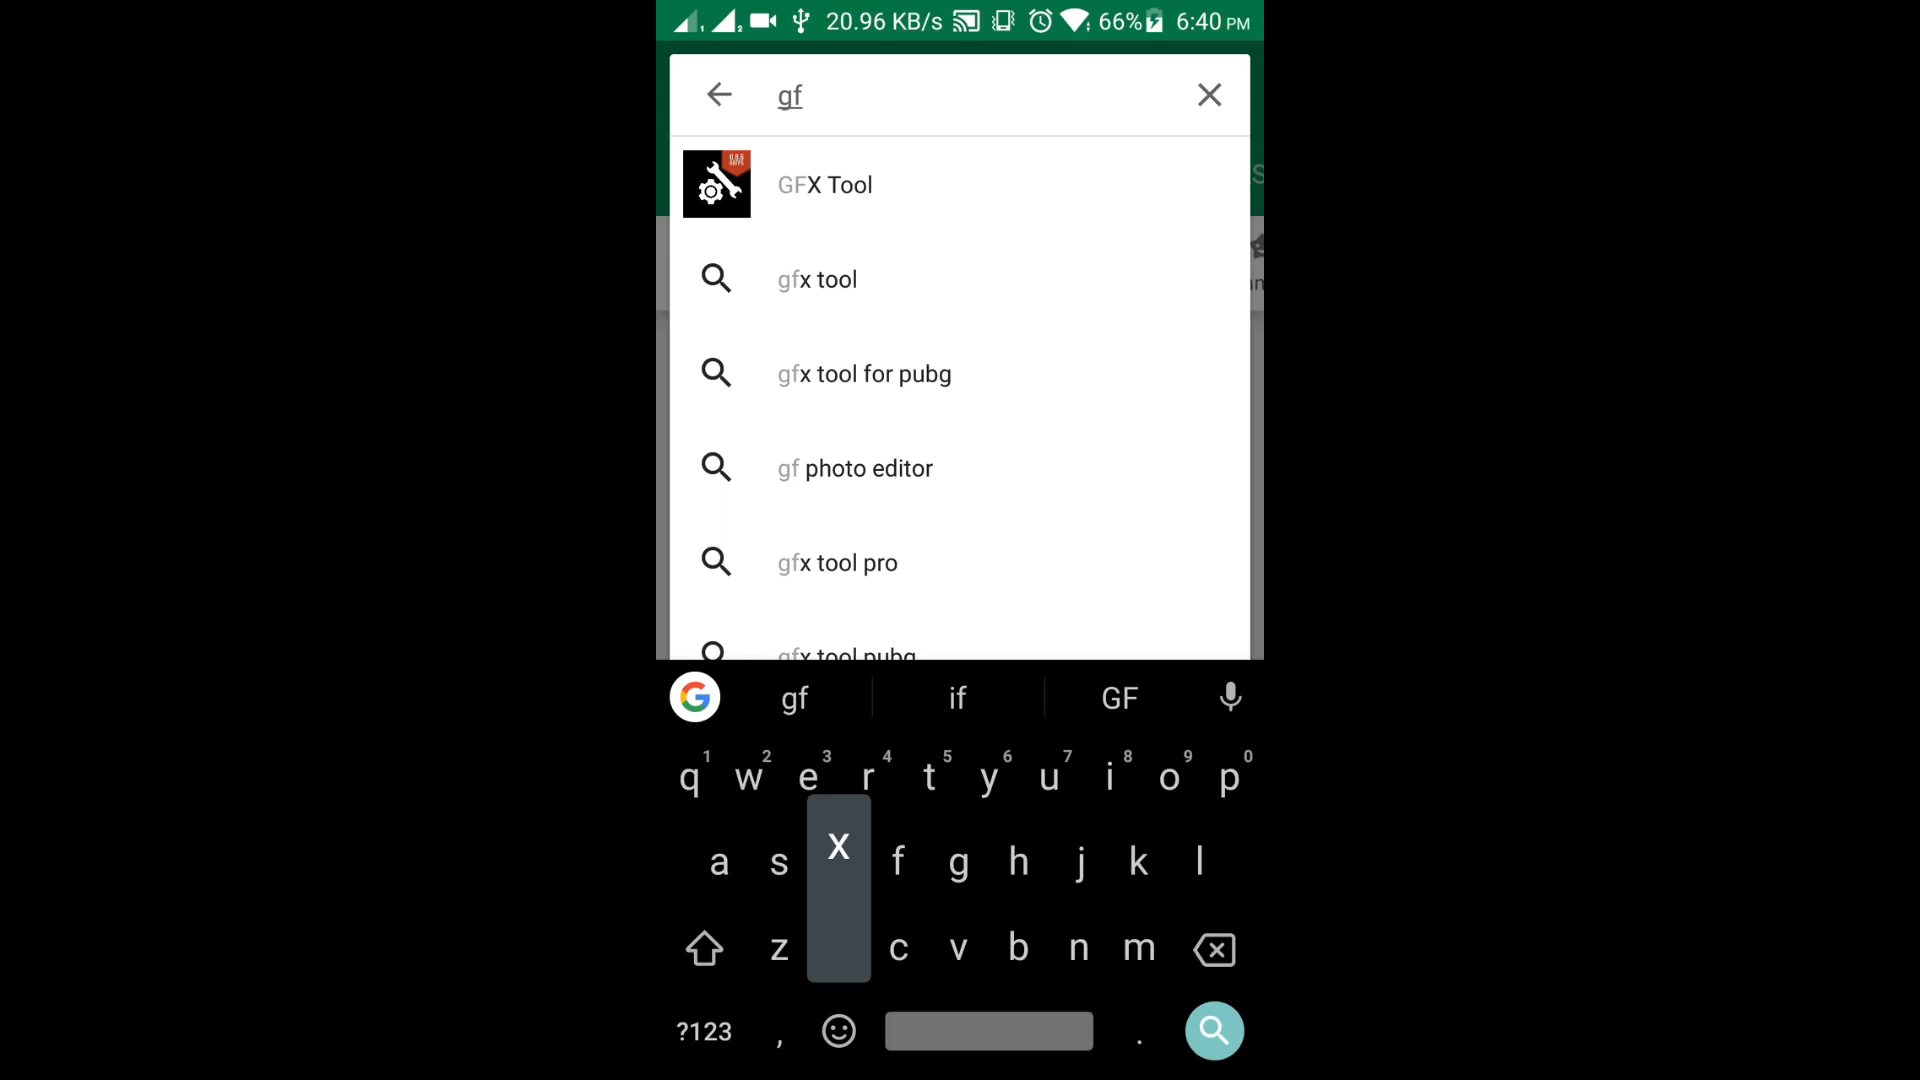 1 2 20.96 KB/s 66% 6:40 PM
gf
GFX Tool
gfx tool
gfx tool for pubg
gf photo editor
gfx tool pro
gfx tool pubg
G gf if GF
q1 w2 e3 r4 t5 y6 u7 i8 o9 p0
a s x f g h j k l
z c v b n m
?123 , .